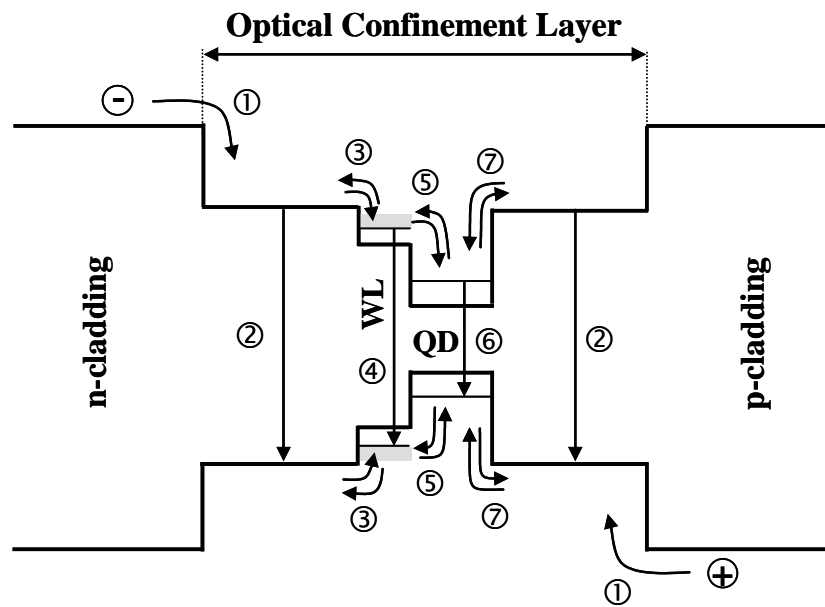 Optical Confinement Layer
-
①
③
⑦
⑤
n-cladding
②
WL
④
QD
⑥
②
p-cladding
③
⑤
⑦
①
+